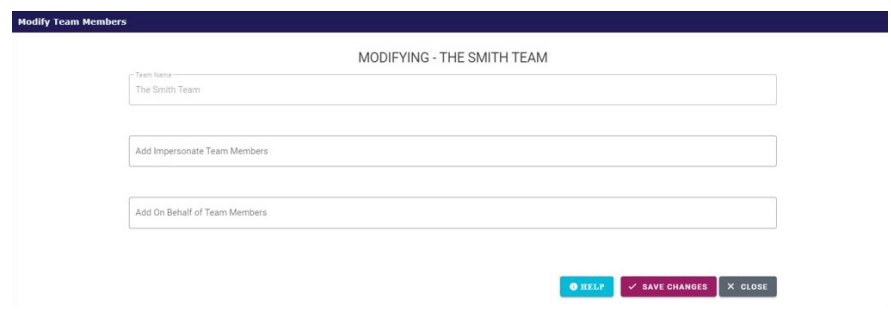 Modify Team Members
MODIFYING - THE SMITH TEAM
Team Name
The Smith Team
Add Impersonate Team Members
Add On Behalf of Team Members
HELP
SAVE CHANGES
CLOSE